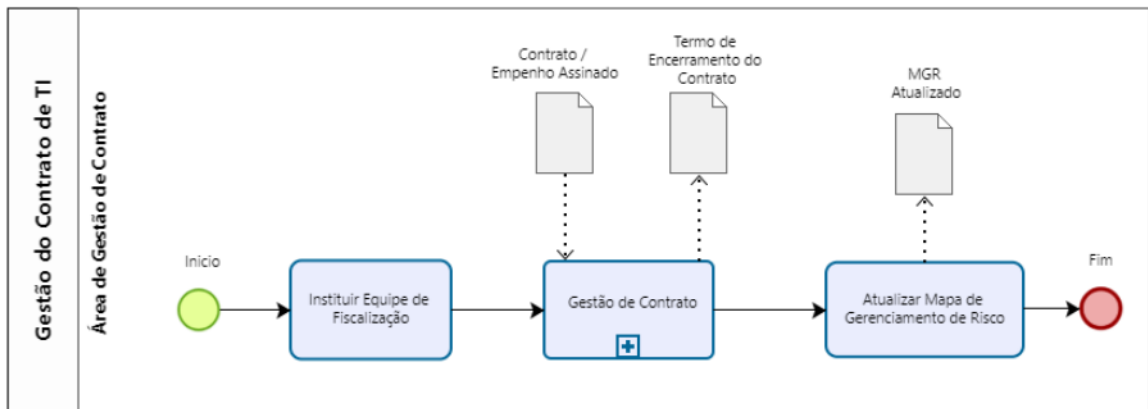 Gestão do Contrato de TI
Área de Gestão de Contrato
Contrato /
Empenho Assinado
Termo de
Encerramento do
Contrato
MGR
Atualizado
Inicio
Instituir Equipe de
Fiscalização
Gestão de Contrato
Atualizar Mapa de
Gerenciamento de Risco
Fim